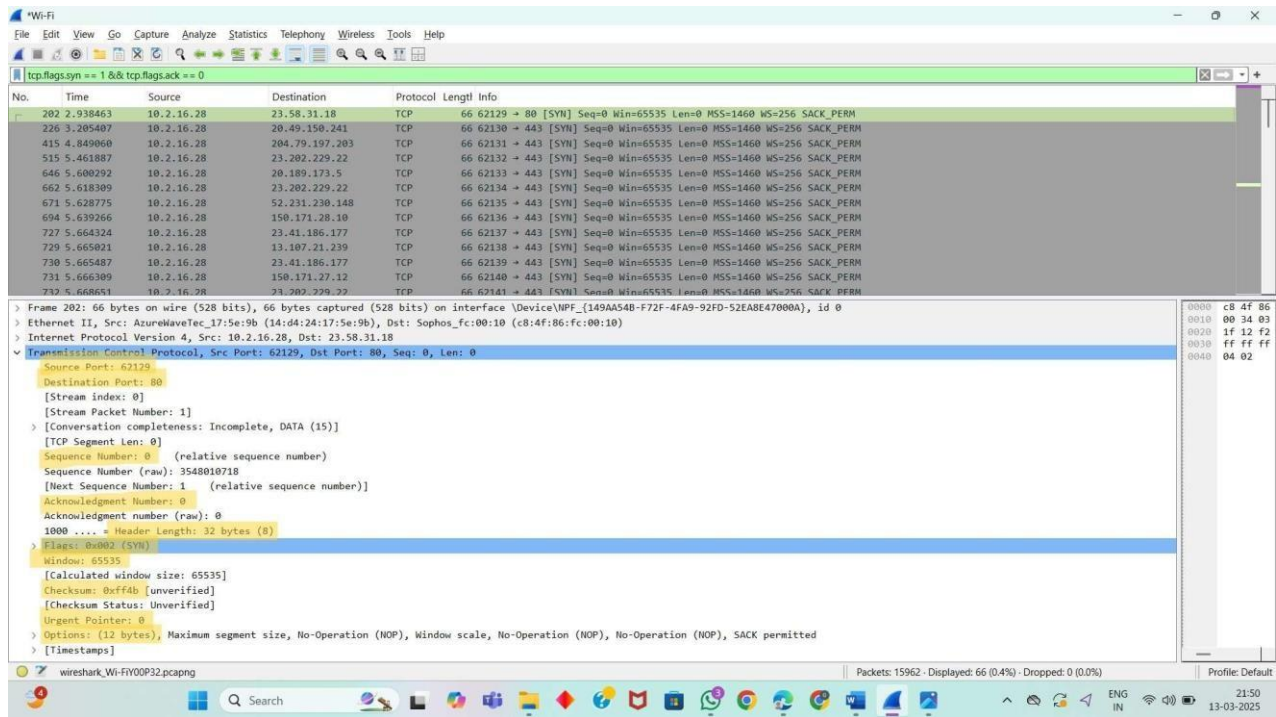 *Wi-Fi
File Edit View Go Capture Analyze Statistics Telephony Wireless Tools Help
tcp.flags.syn == 1 && tcp.flags.ack == 0
No. Time Source Destination Protocol Length Info
202 2.938463 10.2.16.28 23.58.31.18 TCP 66 62129 → 80 [SYN] Seq=0 Win=65535 Len=0 MSS=1460 WS=256 SACK_PERM
226 3.205407 10.2.16.28 20.49.150.241 TCP 66 62130 → 443 [SYN] Seq=0 Win=65535 Len=0 MSS=1460 WS=256 SACK_PERM
415 4.849060 10.2.16.28 204.79.197.203 TCP 66 62131 → 443 [SYN] Seq=0 Win=65535 Len=0 MSS=1460 WS=256 SACK_PERM
515 5.461887 10.2.16.28 23.202.229.22 TCP 66 62132 → 443 [SYN] Seq=0 Win=65535 Len=0 MSS=1460 WS=256 SACK_PERM
646 5.600292 10.2.16.28 20.189.173.5 TCP 66 62133 → 443 [SYN] Seq=0 Win=65535 Len=0 MSS=1460 WS=256 SACK_PERM
662 5.618309 10.2.16.28 23.202.229.22 TCP 66 62134 → 443 [SYN] Seq=0 Win=65535 Len=0 MSS=1460 WS=256 SACK_PERM
671 5.628775 10.2.16.28 52.231.230.148 TCP 66 62135 → 443 [SYN] Seq=0 Win=65535 Len=0 MSS=1460 WS=256 SACK_PERM
694 5.639266 10.2.16.28 150.171.28.10 TCP 66 62136 → 443 [SYN] Seq=0 Win=65535 Len=0 MSS=1460 WS=256 SACK_PERM
727 5.664324 10.2.16.28 23.41.186.177 TCP 66 62137 → 443 [SYN] Seq=0 Win=65535 Len=0 MSS=1460 WS=256 SACK_PERM
729 5.665021 10.2.16.28 13.107.21.239 TCP 66 62138 → 443 [SYN] Seq=0 Win=65535 Len=0 MSS=1460 WS=256 SACK_PERM
730 5.665487 10.2.16.28 23.41.186.177 TCP 66 62139 → 443 [SYN] Seq=0 Win=65535 Len=0 MSS=1460 WS=256 SACK_PERM
731 5.666309 10.2.16.28 150.171.27.12 TCP 66 62140 → 443 [SYN] Seq=0 Win=65535 Len=0 MSS=1460 WS=256 SACK_PERM
732 5.668651 10.2.16.28 23.202.229.22 TCP 66 62141 → 443 [SYN] Seq=0 Win=65535 Len=0 MSS=1460 WS=256 SACK_PERM
Frame 202: 66 bytes on wire (528 bits), 66 bytes captured (528 bits) on interface \Device\NPF_{149AA54B-F72F-4FA9-92FD-52EA8E47000A}, id 0
Ethernet II, Src: AzureWaveTec_17:5e:9b (14:d4:24:17:5e:9b), Dst: Sophos_fc:00:10 (c8:4f:86:fc:00:10)
Internet Protocol Version 4, Src: 10.2.16.28, Dst: 23.58.31.18
Transmission Control Protocol, Src Port: 62129, Dst Port: 80, Seq: 0, Len: 0
Source Port: 62129
Destination Port: 80
[Stream index: 0]
[Stream Packet Number: 1]
[Conversation completeness: Incomplete, DATA (15)]
[TCP Segment Len: 0]
Sequence Number: 0 (relative sequence number)
Sequence Number (raw): 3548010718
[Next Sequence Number: 1 (relative sequence number)]
Acknowledgment Number: 0
Acknowledgment number (raw): 0
1000 .... = Header Length: 32 bytes (8)
Flags: 0x002 (SYN)
Window: 65535
[Calculated window size: 65535]
Checksum: 0xff4b [unverified]
[Checksum Status: Unverified]
Urgent Pointer: 0
Options: (12 bytes), Maximum segment size, No-Operation (NOP), Window scale, No-Operation (NOP), No-Operation (NOP), SACK permitted
[Timestamps]
0000 c8 4f 86
0010 00 34 03
0020 1f 12 f2
0030 ff ff ff
0040 04 02
wireshark_Wi-FiY00P32.pcapng
Packets: 15962 · Displayed: 66 (0.4%) · Dropped: 0 (0.0%)
Profile: Default
Search
ENG
IN
21:50
13-03-2025